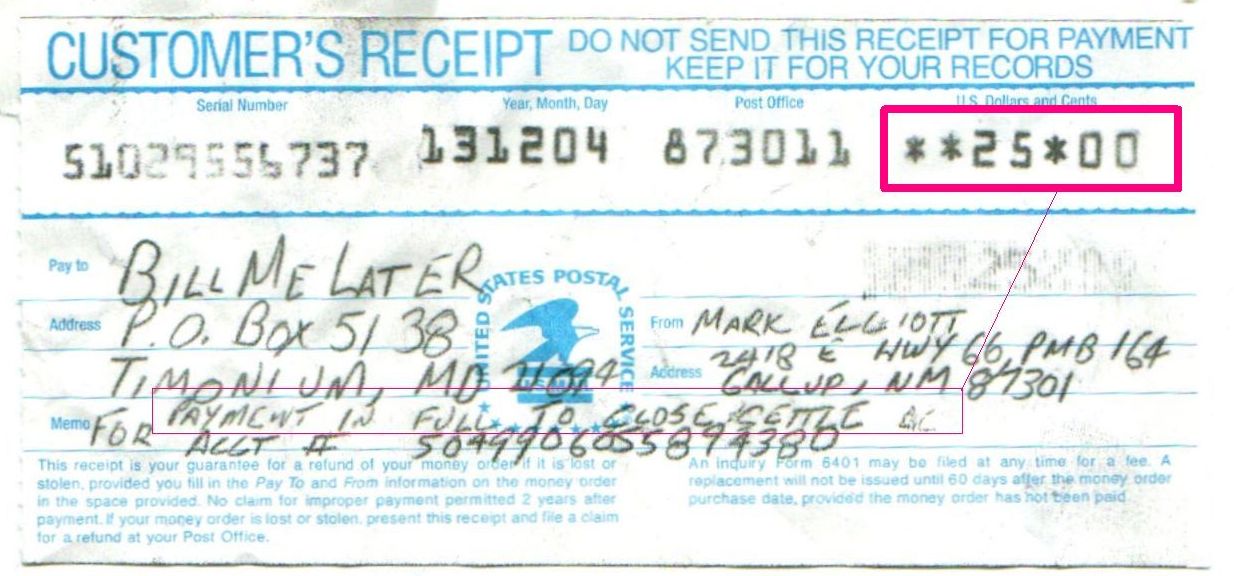 CUSTOMER'S RECEIPT
DO NOT SEND THIS RECEIPT FOR PAYMENT
KEEP IT FOR YOUR RECORDS
Serial Number Year, Month, Day Post Office U.S. Dollars and Cents
51029556737 131204 873011 **25*00
Pay to BILL ME LATER
Address P.O. BOX 5138
TIMONIUM, MD 21094
Memo FOR PAYMENT IN FULL TO CLOSE/SETTLE
ACCT # 5049906055874380
UNITED STATES POSTAL SERVICE
From MARK ELLIOTT
Address 2418 E HWY 66, PMB 164
GALLUP, NM 87301
This receipt is your guarantee for a refund of your money order if it is lost or
stolen, provided you fill in the Pay To and From information on the money order
in the space provided. No claim for improper payment permitted 2 years after
payment. If your money order is lost or stolen, present this receipt and file a claim
for a refund at your Post Office.
An Inquiry Form 6401 may be filed at any time for a fee. A
replacement will not be issued until 60 days after the money order
purchase date, provided the money order has not been paid.